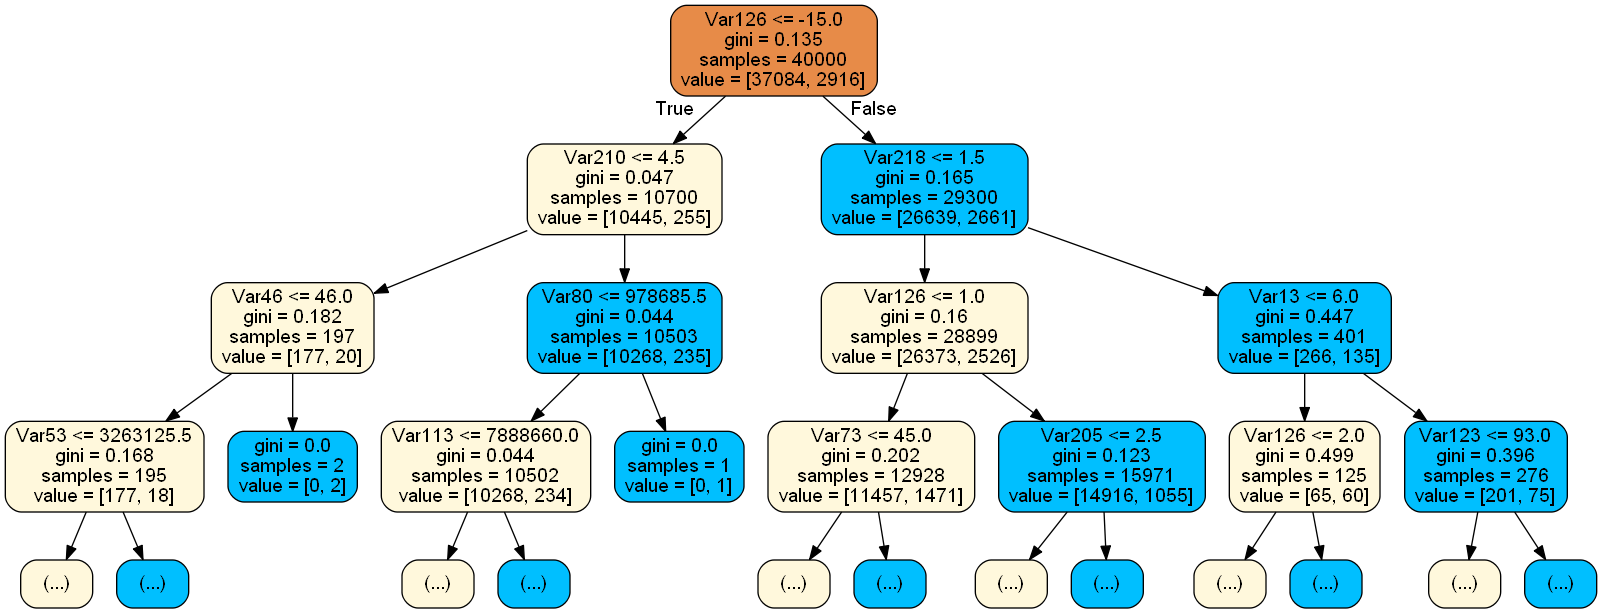 Var126 <= -15.0
gini = 0.135
samples = 40000
value = [37084, 2916]
True
False
Var210 <= 4.5
gini = 0.047
samples = 10700
value = [10445, 255]
Var218 <= 1.5
gini = 0.165
samples = 29300
value = [26639, 2661]
Var46 <= 46.0
gini = 0.182
samples = 197
value = [177, 20]
Var80 <= 978685.5
gini = 0.044
samples = 10503
value = [10268, 235]
Var126 <= 1.0
gini = 0.16
samples = 28899
value = [26373, 2526]
Var13 <= 6.0
gini = 0.447
samples = 401
value = [266, 135]
Var53 <= 3263125.5
gini = 0.168
samples = 195
value = [177, 18]
gini = 0.0
samples = 2
value = [0, 2]
Var113 <= 7888660.0
gini = 0.044
samples = 10502
value = [10268, 234]
gini = 0.0
samples = 1
value = [0, 1]
Var73 <= 45.0
gini = 0.202
samples = 12928
value = [11457, 1471]
Var205 <= 2.5
gini = 0.123
samples = 15971
value = [14916, 1055]
Var126 <= 2.0
gini = 0.499
samples = 125
value = [65, 60]
Var123 <= 93.0
gini = 0.396
samples = 276
value = [201, 75]
(...)
(...)
(...)
(...)
(...)
(...)
(...)
(...)
(...)
(...)
(...)
(...)